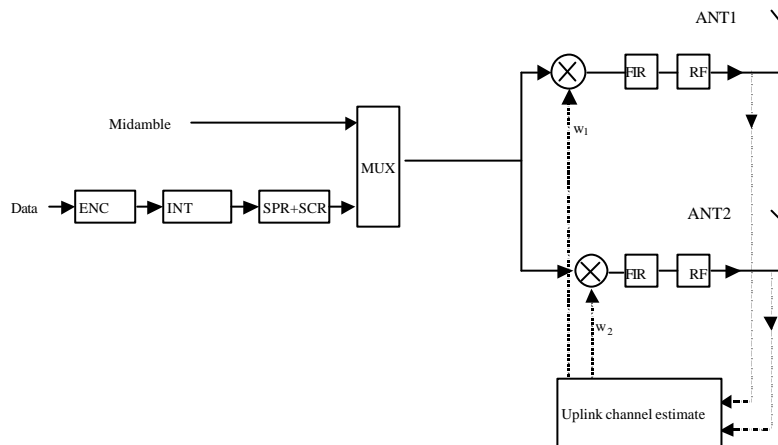 ANT1
FIR
RF
Midamble
w1
MUX
Data
ENC
INT
SPR+SCR
ANT2
FIR
RF
w2
Uplink channel estimate